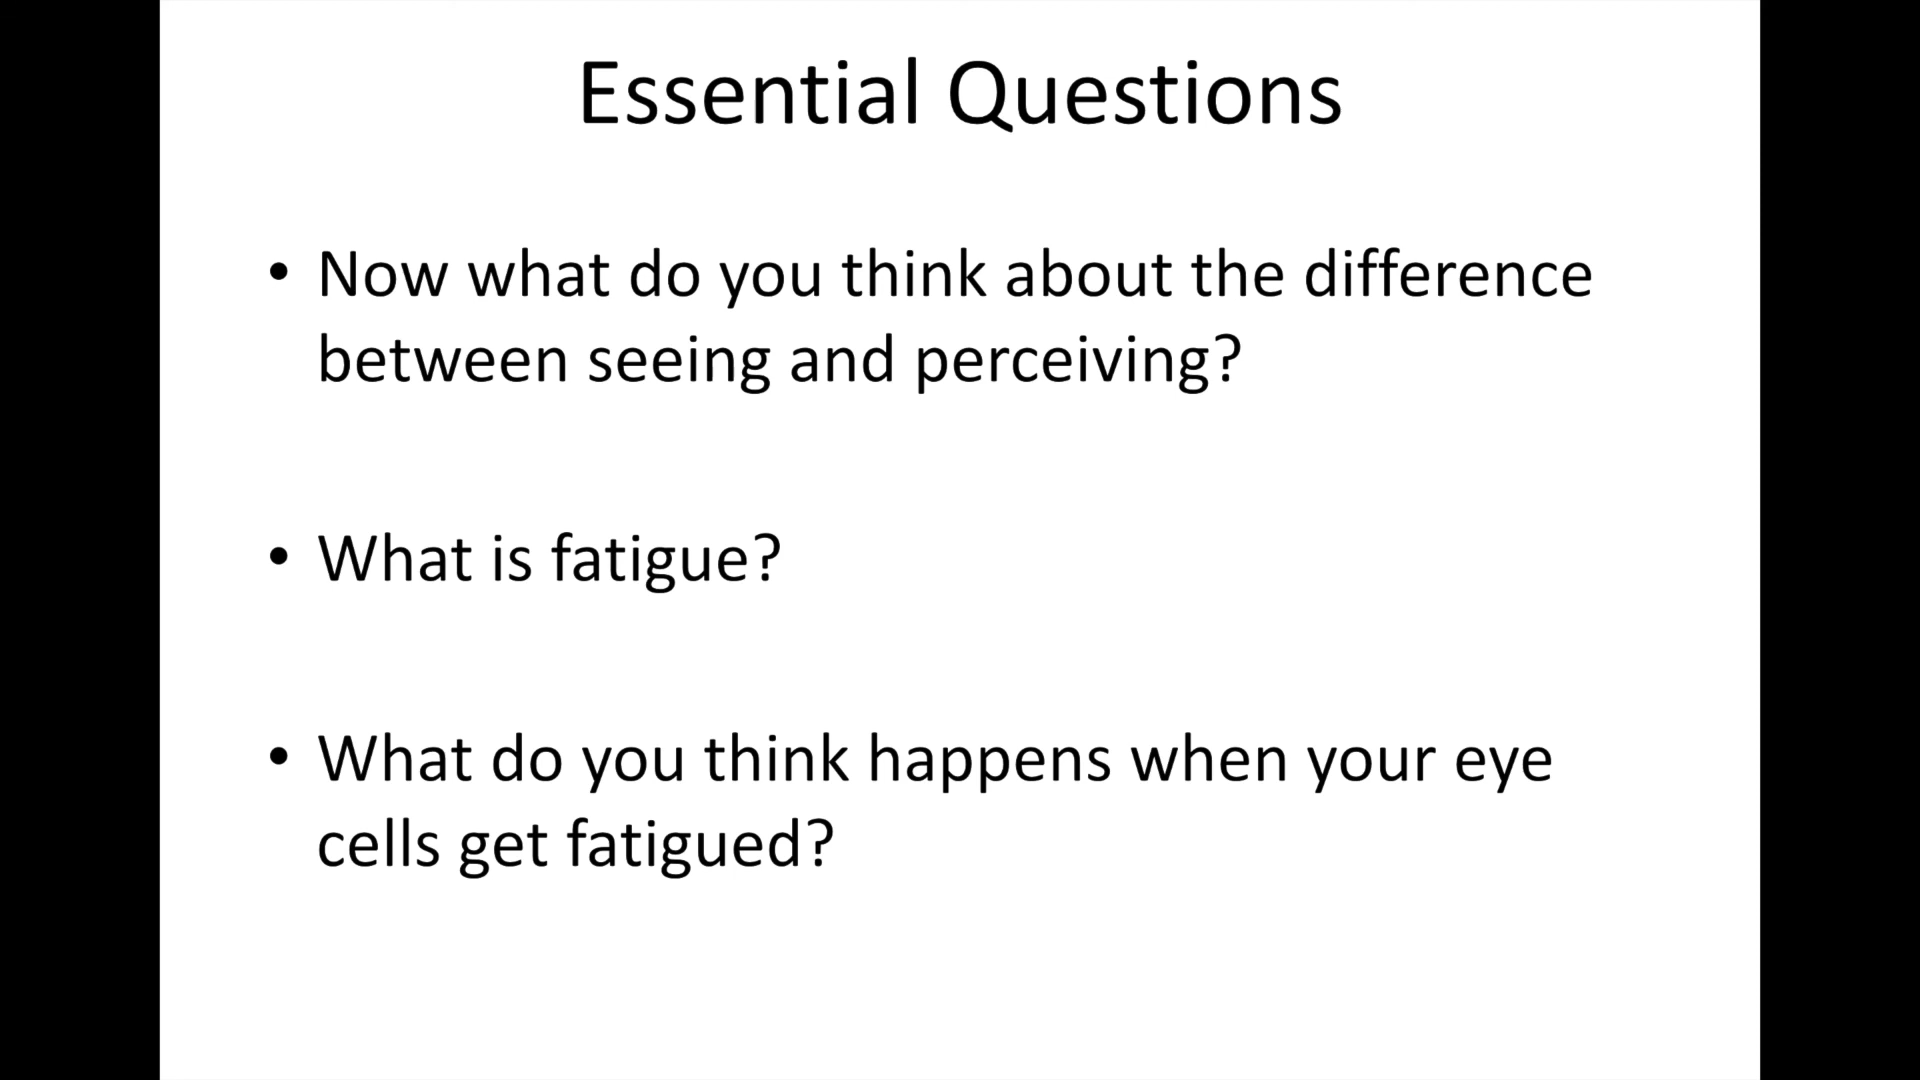 Essential Questions
• Now what do you think about the difference
between seeing and perceiving?
• What is fatigue?
• What do you think happens when your eye
cells get fatigued?